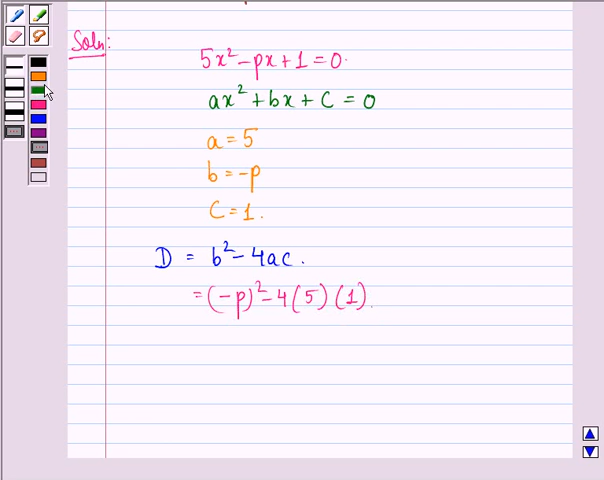 Soln:
5x² - px + 1 = 0.
ax² + bx + c = 0
a = 5
b = -p
c = 1.
D = b² - 4ac.
= (-p)² - 4(5)(1).